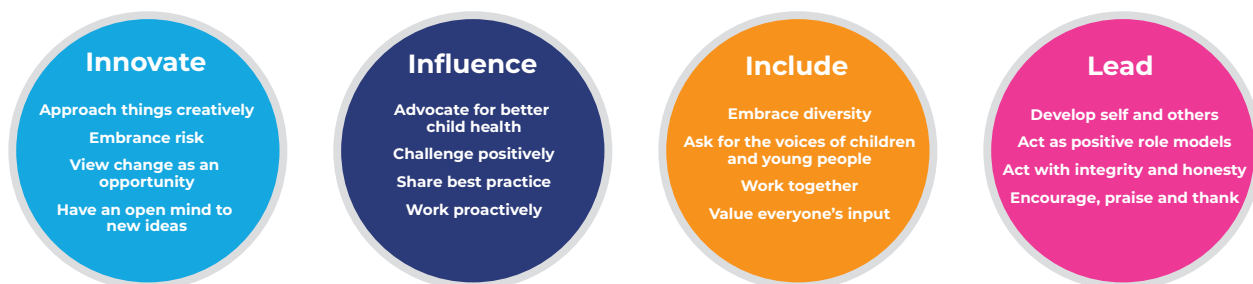 Innovate
Approach things creatively
Embrance risk
View change as an
opportunity
Have an open mind to
new ideas
Influence
Advocate for better
child health
Challenge positively
Share best practice
Work proactively
Include
Embrace diversity
Ask for the voices of children
and young people
Work together
Value everyone’s input
Lead
Develop self and others
Act as positive role models
Act with integrity and honesty
Encourage, praise and thank